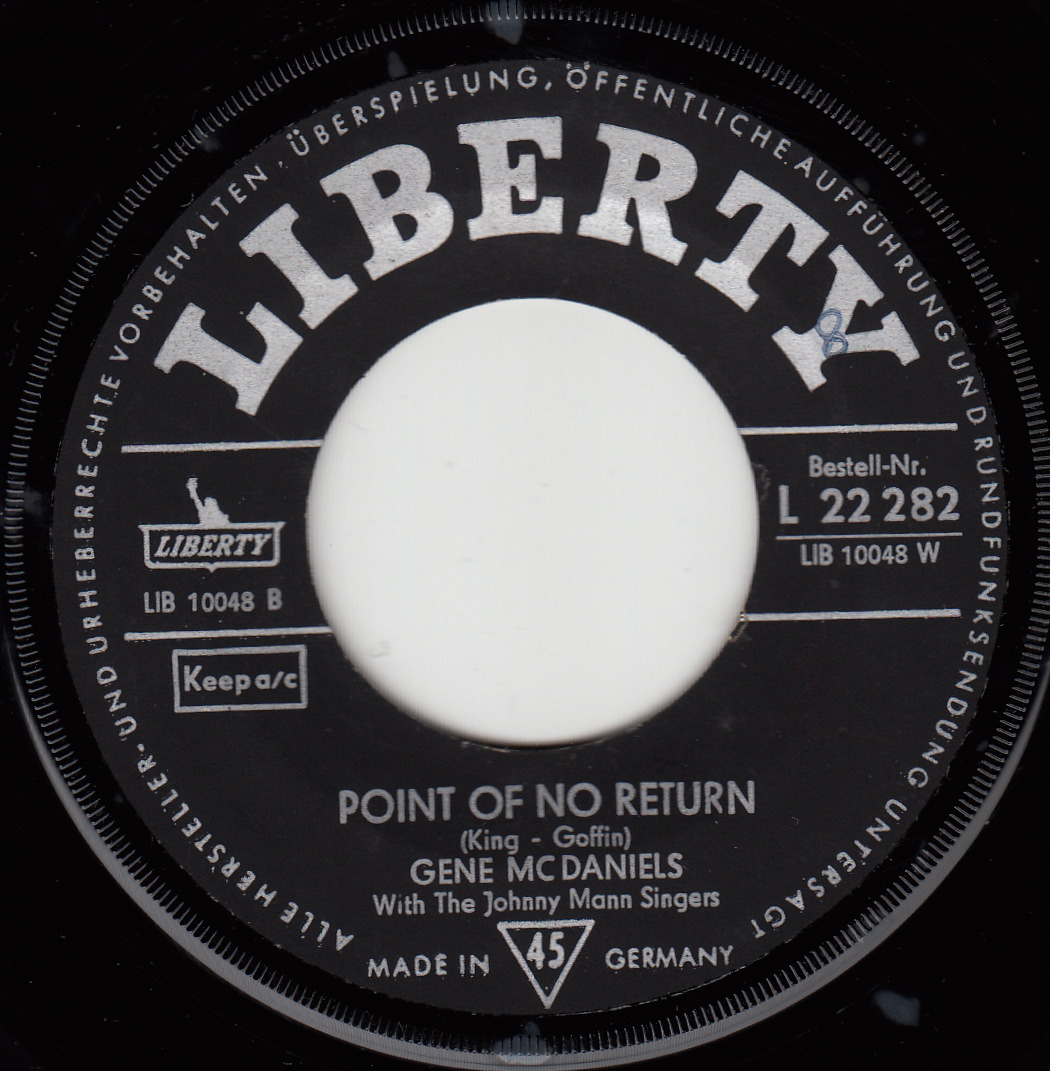 ALLE HERSTELLER- UND URHEBERRECHTE VORBEHALTEN, ÜBERSPIELUNG, ÖFFENTLICHE AUFFÜHRUNG UND RUNDFUNKSENDUNG UNTERSAGT
LIBERTY
8
Bestell-Nr.
L 22 282
LIB 10048 W
LIBERTY
LIB 10048 B
Keep a/c
POINT OF NO RETURN
(King - Goffin)
GENE MC DANIELS
With The Johnny Mann Singers
MADE IN 45 GERMANY